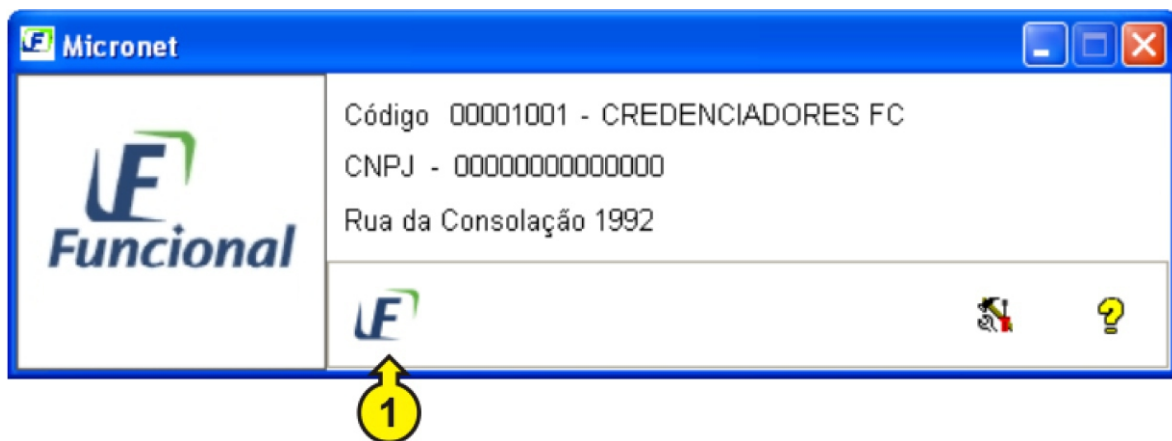 Micronet
Código 00001001 - CREDENCIADORES FC
CNPJ - 00000000000000
Rua da Consolação 1992
F
Funcional
F
1